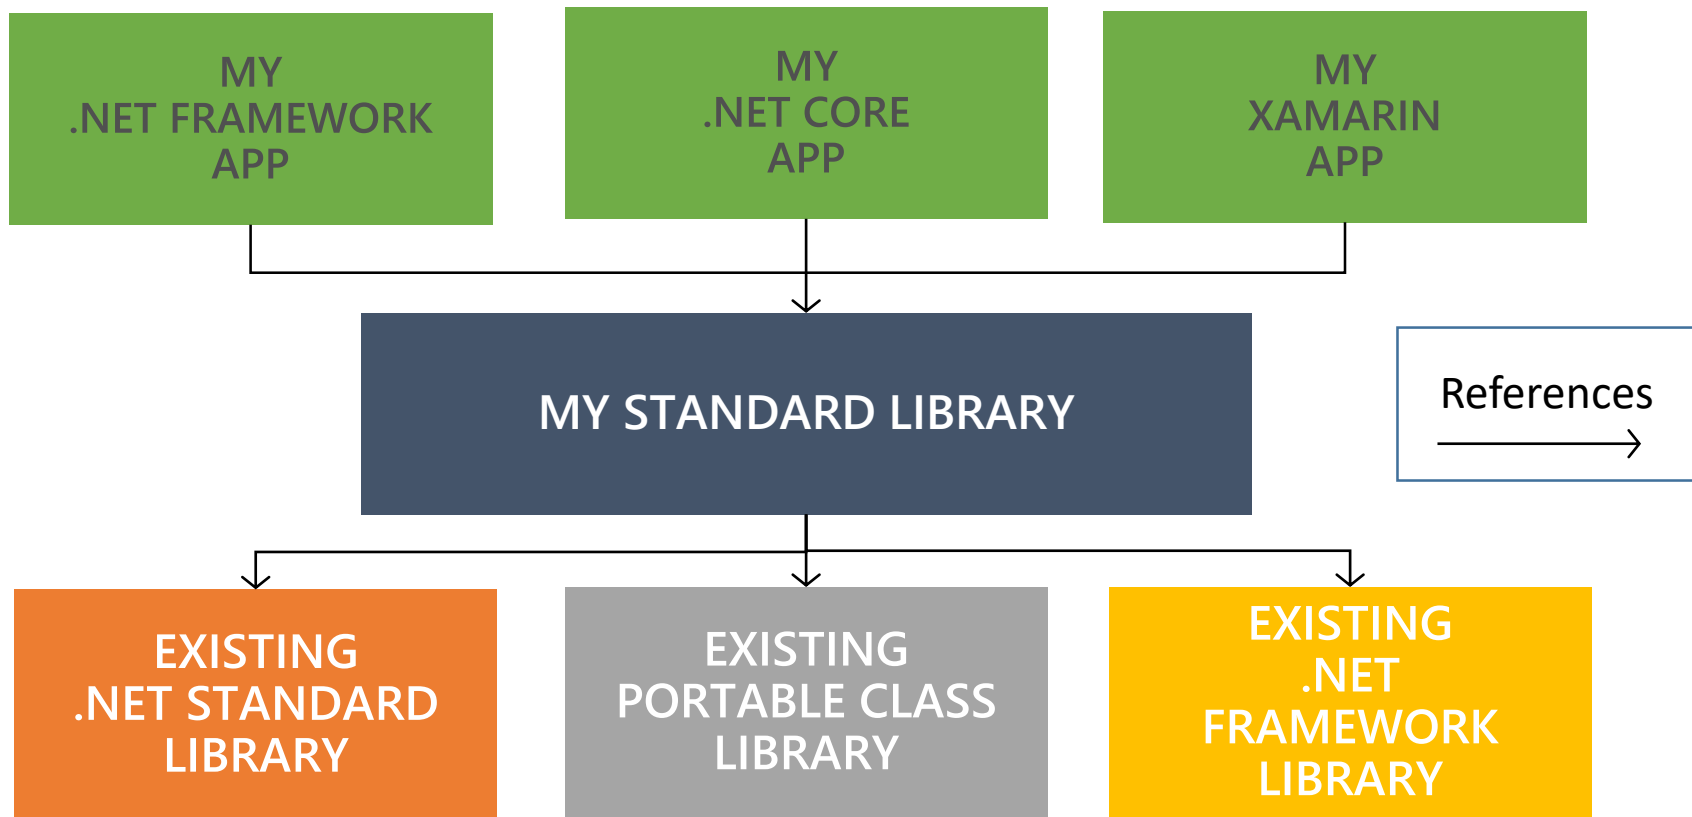 MY
.NET FRAMEWORK
APP
MY
.NET CORE
APP
MY
XAMARIN
APP
MY STANDARD LIBRARY
References
EXISTING
.NET STANDARD
LIBRARY
EXISTING
PORTABLE CLASS
LIBRARY
EXISTING
.NET
FRAMEWORK
LIBRARY